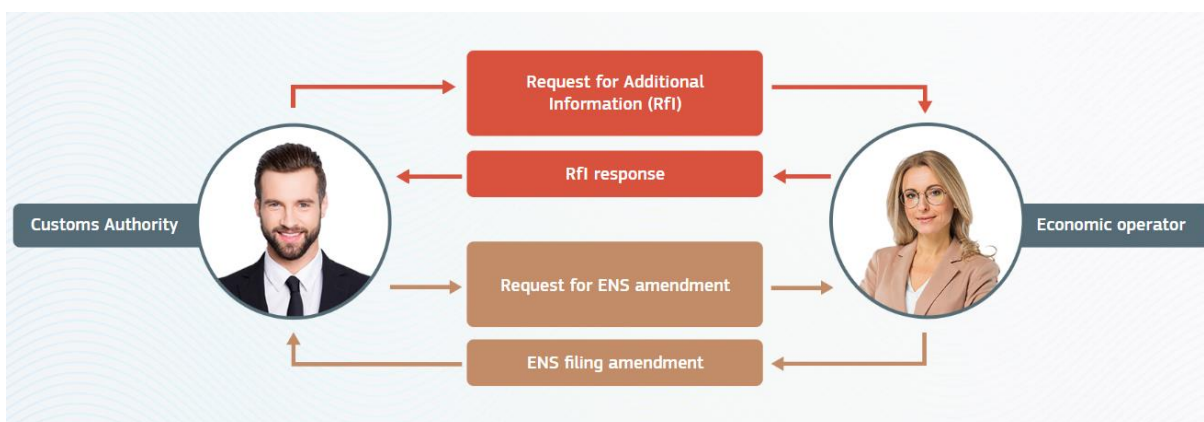 Request for Additional
Information (RfI)
RfI response
Customs Authority
Economic operator
Request for ENS amendment
ENS filing amendment